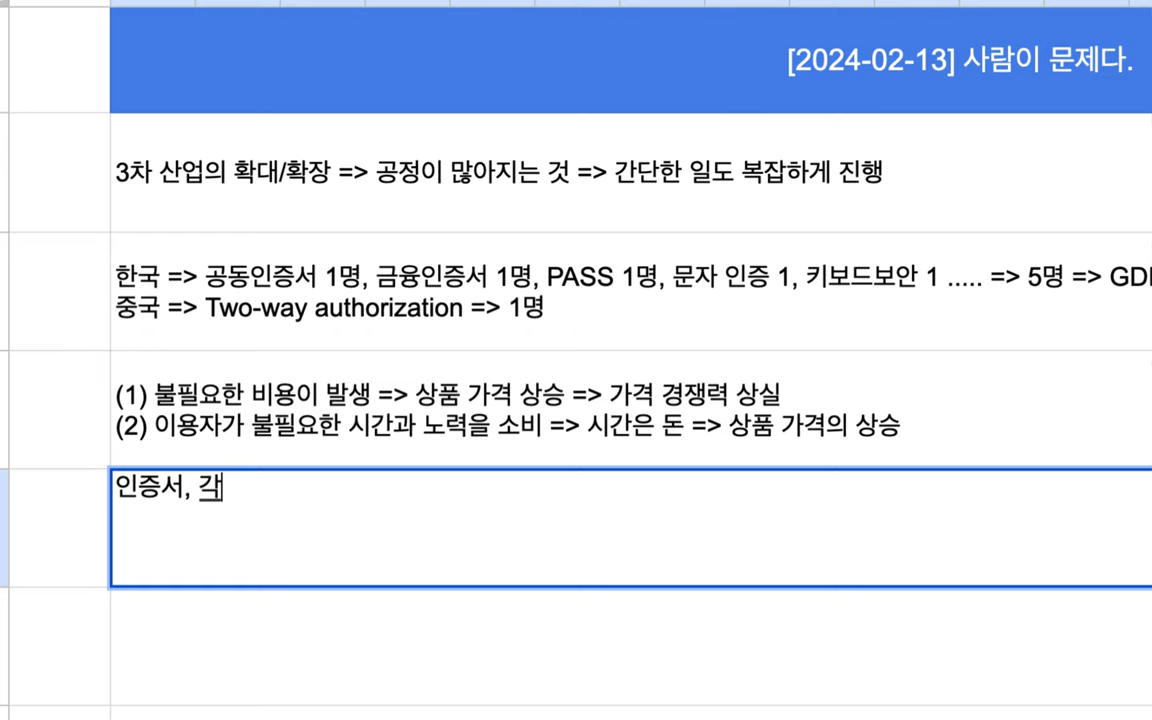 [2024-02-13] 사람이 문제다.
3차 산업의 확대/확장 => 공정이 많아지는 것 => 간단한 일도 복잡하게 진행
한국 => 공동인증서 1명, 금융인증서 1명, PASS 1명, 문자 인증 1, 키보드보안 1 ..... => 5명 =>
중국 => Two-way authorization => 1명
(1) 불필요한 비용이 발생 => 상품 가격 상승 => 가격 경쟁력 상실
(2) 이용자가 불필요한 시간과 노력을 소비 => 시간은 돈 => 상품 가격의 상승
인증서, 각